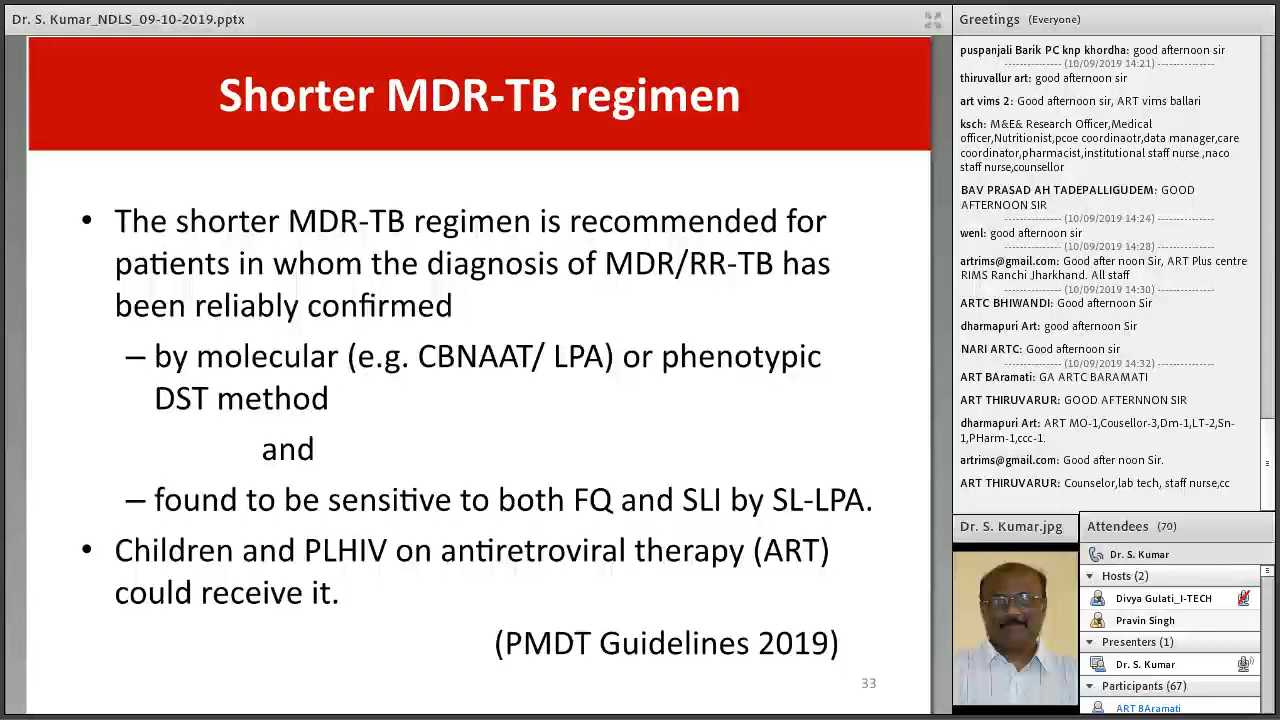 Dr. S. Kumar_NDLS_09-10-2019.pptx
Shorter MDR-TB regimen
• The shorter MDR-TB regimen is recommended for
patients in whom the diagnosis of MDR/RR-TB has
been reliably confirmed
– by molecular (e.g. CBNAAT/ LPA) or phenotypic
DST method
and
– found to be sensitive to both FQ and SLI by SL-LPA.
• Children and PLHIV on antiretroviral therapy (ART)
could receive it.
(PMDT Guidelines 2019)
33
Greetings (Everyone)
puspanjali Barik PC knp khordha: good afternoon sir
--------------- (10/09/2019 14:21) ---------------
thiruvallur art: good afternoon sir
art vims 2: Good afternoon sir, ART vims ballari
ksch: M&E& Research Officer,Medical
officer,Nutritionist,pcoe coordinaotr,data manager,care
coordinator,pharmacist,institutional staff nurse ,naco
staff nurse,counsellor
BAV PRASAD AH TADEPALLIGUDEM: GOOD
AFTERNOON SIR
--------------- (10/09/2019 14:24) ---------------
wenl: good afternoon sir
--------------- (10/09/2019 14:28) ---------------
artrims@gmail.com: Good after noon Sir, ART Plus centre
RIMS Ranchi Jharkhand. All staff
--------------- (10/09/2019 14:30) ---------------
ARTC BHIWANDI: Good afternoon Sir
dharmapuri Art: good afternoon Sir
NARI ARTC: Good afternoon sir
--------------- (10/09/2019 14:32) ---------------
ART BAramati: GA ARTC BARAMATI
ART THIRUVARUR: GOOD AFTERNNON SIR
dharmapuri Art: ART MO-1,Cousellor-3,Dm-1,LT-2,Sn-
1,PHarm-1,ccc-1.
artrims@gmail.com: Good after noon Sir.
ART THIRUVARUR: Counselor,lab tech, staff nurse,cc
Dr. S. Kumar.jpg
Attendees (70)
Dr. S. Kumar
Hosts (2)
Divya Gulati_I-TECH
Pravin Singh
Presenters (1)
Dr. S. Kumar
Participants (67)
ART BAramati